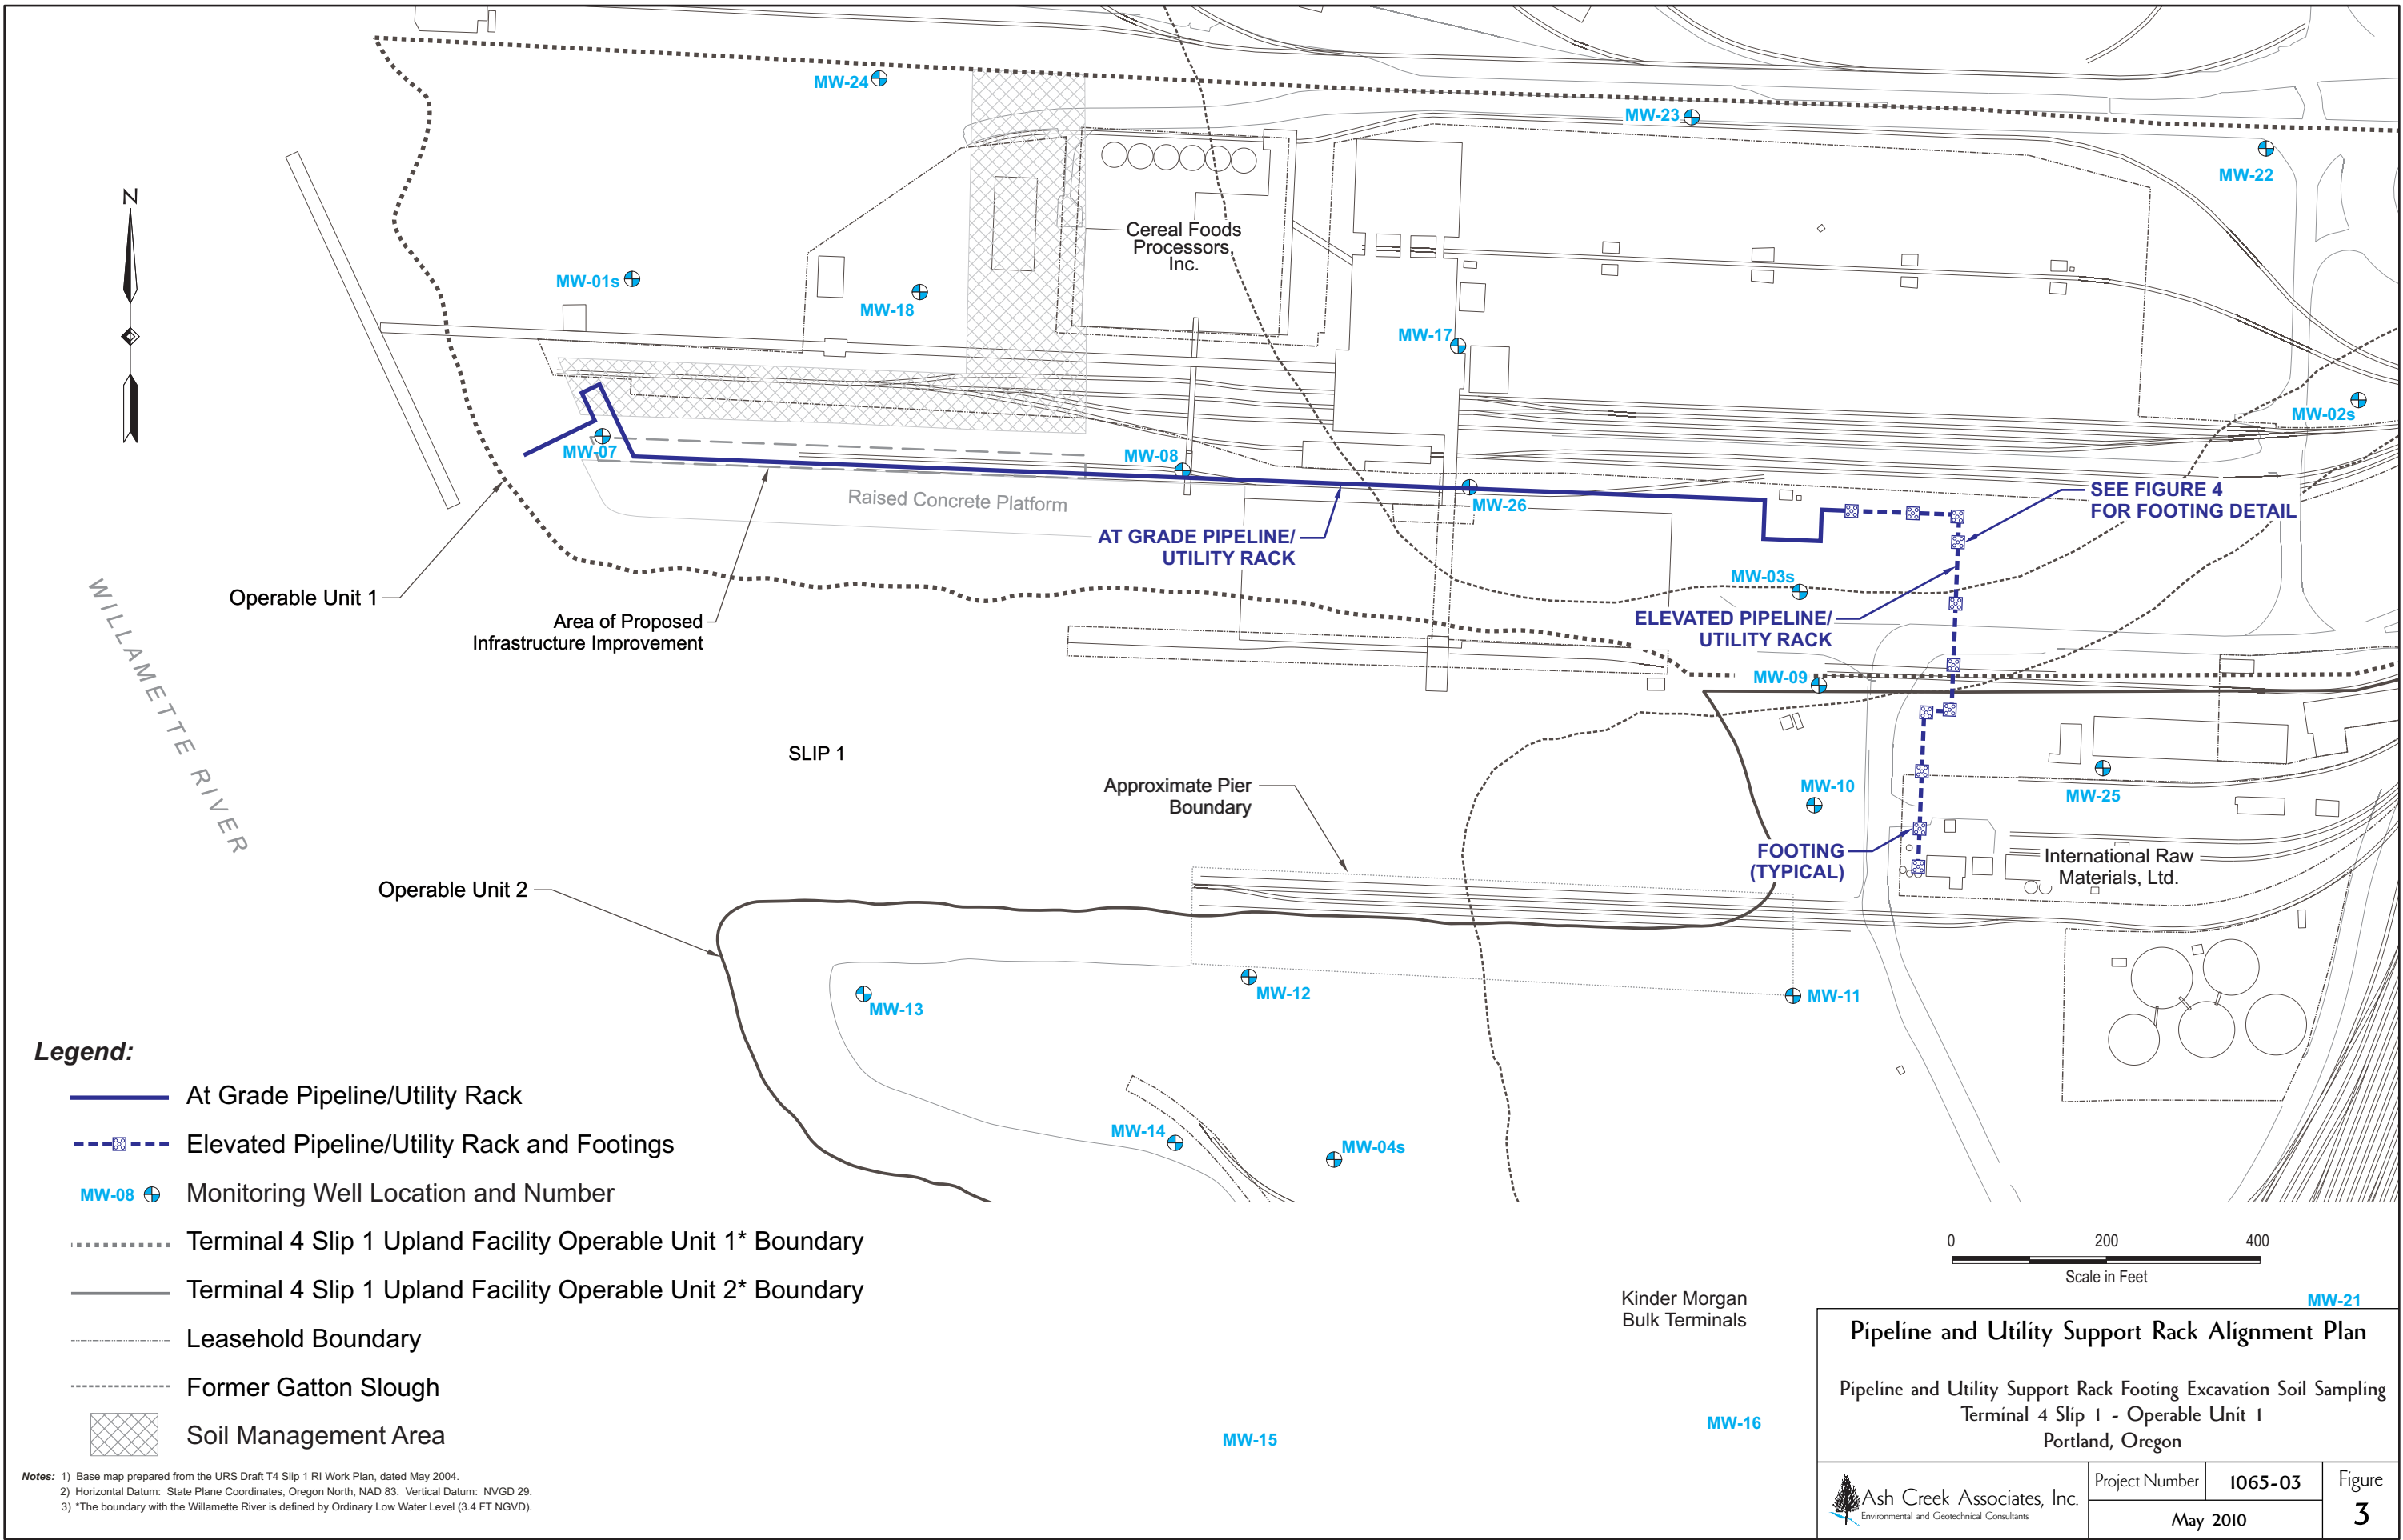 MW-24
MW-23
MW-22
N
Cereal Foods
Processors,
Inc.
MW-01s
MW-18
MW-17
MW-02s
MW-07
MW-08
Raised Concrete Platform
MW-26
SEE FIGURE 4
FOR FOOTING DETAIL
AT GRADE PIPELINE/
UTILITY RACK
MW-03s
Operable Unit 1
Area of Proposed
Infrastructure Improvement
ELEVATED PIPELINE/
UTILITY RACK
WILLAMETTE RIVER
MW-09
SLIP 1
Approximate Pier
Boundary
MW-10
MW-25
FOOTING
(TYPICAL)
International Raw
Materials, Ltd.
Operable Unit 2
MW-13
MW-12
MW-11
MW-14
MW-04s
Legend:
At Grade Pipeline/Utility Rack
Elevated Pipeline/Utility Rack and Footings
MW-08 Monitoring Well Location and Number
Terminal 4 Slip 1 Upland Facility Operable Unit 1* Boundary
Terminal 4 Slip 1 Upland Facility Operable Unit 2* Boundary
Leasehold Boundary
Former Gatton Slough
Soil Management Area
Notes: 1) Base map prepared from the URS Draft T4 Slip 1 RI Work Plan, dated May 2004.
2) Horizontal Datum: State Plane Coordinates, Oregon North, NAD 83. Vertical Datum: NVGD 29.
3) *The boundary with the Willamette River is defined by Ordinary Low Water Level (3.4 FT NGVD).
0 200 400
Scale in Feet
Kinder Morgan
Bulk Terminals
MW-21
MW-16
MW-15
Pipeline and Utility Support Rack Alignment Plan
Pipeline and Utility Support Rack Footing Excavation Soil Sampling
Terminal 4 Slip 1 - Operable Unit 1
Portland, Oregon
Ash Creek Associates, Inc.
Environmental and Geotechnical Consultants
Project Number 1065-03
May 2010
Figure
3